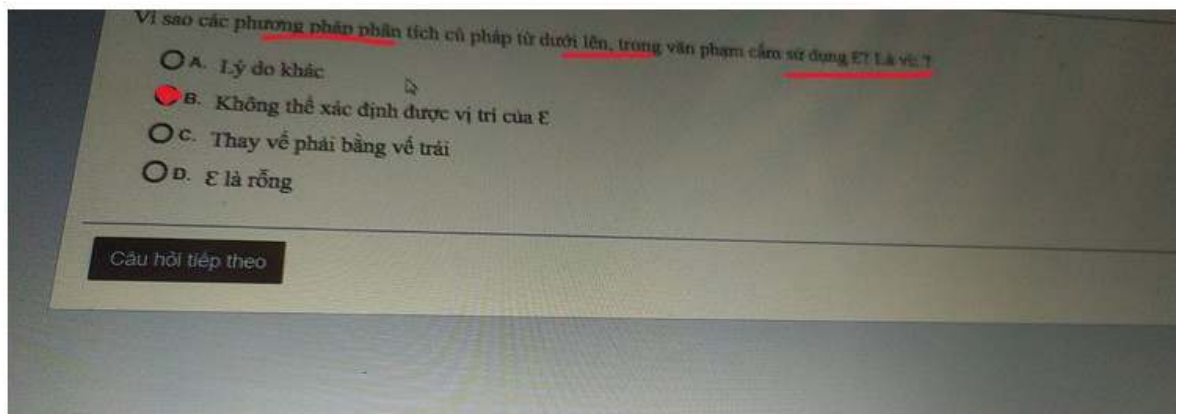 Vì sao các phương pháp phân tích cú pháp từ dưới lên, trong văn phạm cấm sử dụng Ɛ? Là vì: ?
A. Lý do khác
B. Không thể xác định được vị trí của Ɛ
C. Thay vế phải bằng vế trái
D. Ɛ là rỗng
Câu hỏi tiếp theo